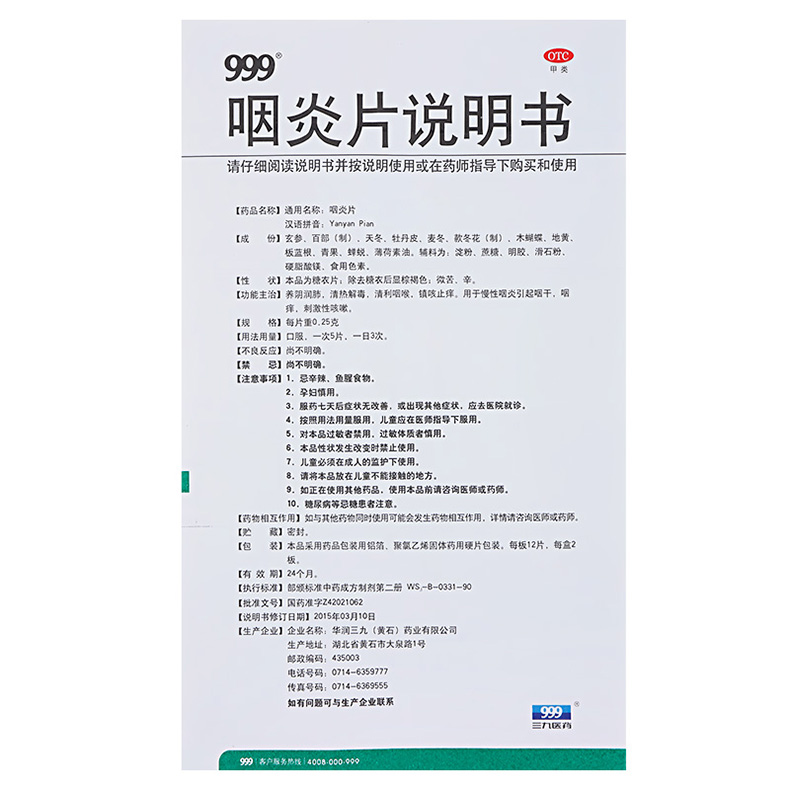 999®
OTC
甲类
咽炎片说明书
请仔细阅读说明书并按说明使用或在药师指导下购买和使用
【药品名称】通用名称：咽炎片
汉语拼音：Yanyan Pian
【成 份】玄参、百部（制）、天冬、牡丹皮、麦冬、款冬花（制）、木蝴蝶、地黄、
板蓝根、青果、蝉蜕、薄荷素油。辅料为：淀粉、蔗糖、明胶、滑石粉、
硬脂酸镁、食用色素。
【性 状】本品为糖衣片；除去糖衣后显棕褐色；微苦、辛。
【功能主治】养阴润肺，清热解毒，清利咽喉，镇咳止痒。用于慢性咽炎引起咽干，咽
痒，刺激性咳嗽。
【规 格】每片重0.25克
【用法用量】口服，一次5片，一日3次。
【不良反应】尚不明确。
【禁 忌】尚不明确。
【注意事项】1．忌辛辣、鱼腥食物。
2．孕妇慎用。
3．服药七天后症状无改善，或出现其他症状，应去医院就诊。
4．按照用法用量服用，儿童应在医师指导下服用。
5．对本品过敏者禁用，过敏体质者慎用。
6．本品性状发生改变时禁止使用。
7．儿童必须在成人的监护下使用。
8．请将本品放在儿童不能接触的地方。
9．如正在使用其他药品，使用本品前请咨询医师或药师。
10．糖尿病等忌糖患者注意。
【药物相互作用】如与其他药物同时使用可能会发生药物相互作用，详情请咨询医师或药师。
【贮 藏】密封。
【包 装】本品采用药品包装用铝箔、聚氯乙烯固体药用硬片包装。每板12片，每盒2
板。
【有 效 期】24个月。
【执行标准】部颁标准中药成方制剂第二册 WS₃-B-0331-90
【批准文号】国药准字Z42021062
【说明书修订日期】2015年03月10日
【生产企业】企业名称：华润三九（黄石）药业有限公司
生产地址：湖北省黄石市大泉路1号
邮政编码：435003
电话号码：0714-6359777
传真号码：0714-6369555
如有问题可与生产企业联系
999®
三九医药
999 | 客户服务热线 | 4008-000-999